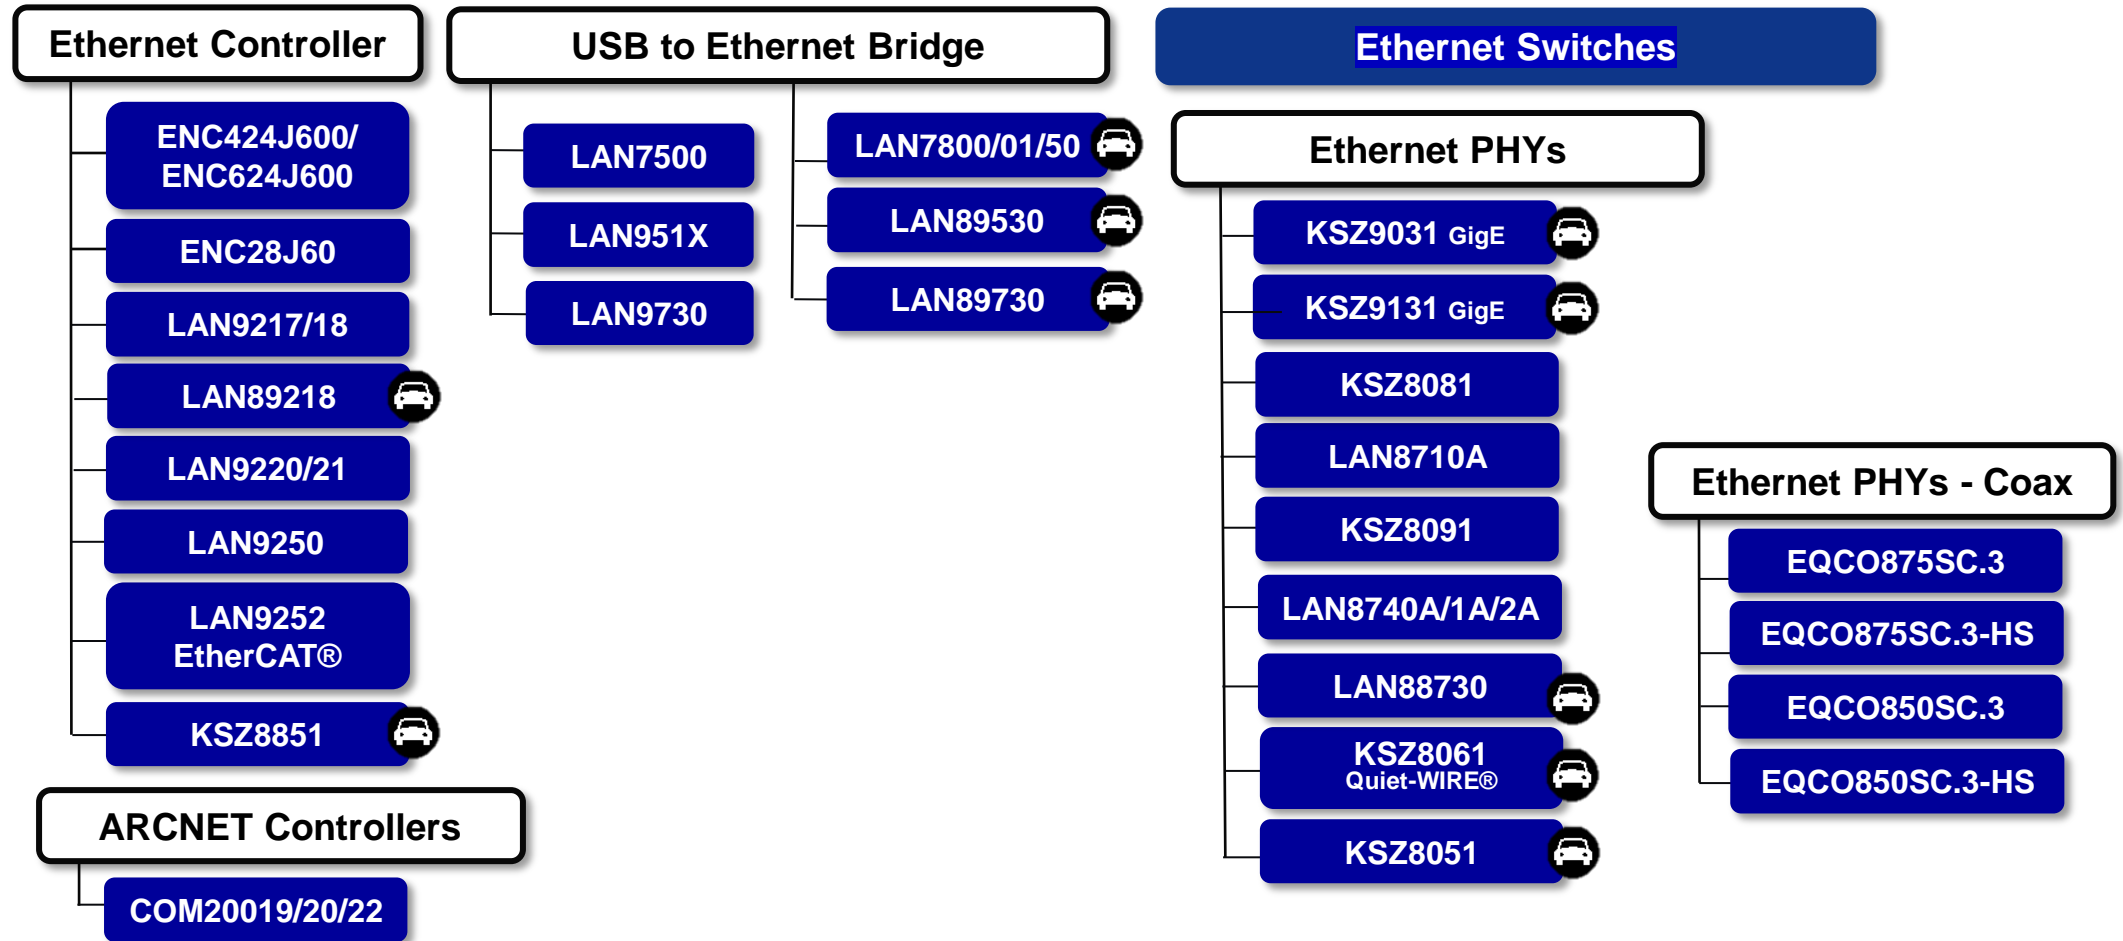 Ethernet Controller
ENC424J600/
ENC624J600
ENC28J60
LAN9217/18
LAN89218
LAN9220/21
LAN9250
LAN9252
EtherCAT®
KSZ8851
ARCNET Controllers
COM20019/20/22
USB to Ethernet Bridge
LAN7500
LAN951X
LAN9730
LAN7800/01/50
LAN89530
LAN89730
Ethernet Switches
Ethernet PHYs
KSZ9031 GigE
KSZ9131 GigE
KSZ8081
LAN8710A
KSZ8091
LAN8740A/1A/2A
LAN88730
KSZ8061
Quiet-WIRE®
KSZ8051
Ethernet PHYs - Coax
EQCO875SC.3
EQCO875SC.3-HS
EQCO850SC.3
EQCO850SC.3-HS